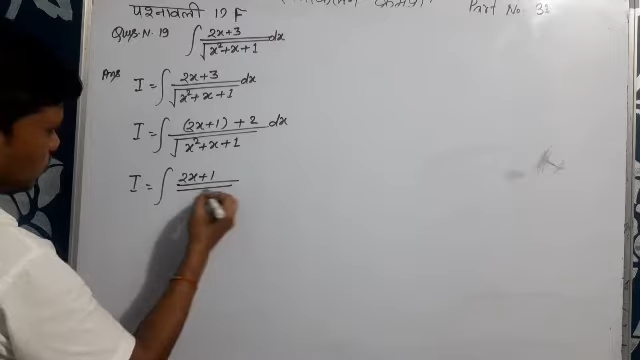 प्रश्नावली 19 F Part No. 31
Ques N. 19 ∫ 2x+3 / √x²+x+1 dx
Ans I = ∫ 2x+3 / √x²+x+1 dx
I = ∫ (2x+1) + 2 / √x²+x+1 dx
I = ∫ 2x+1